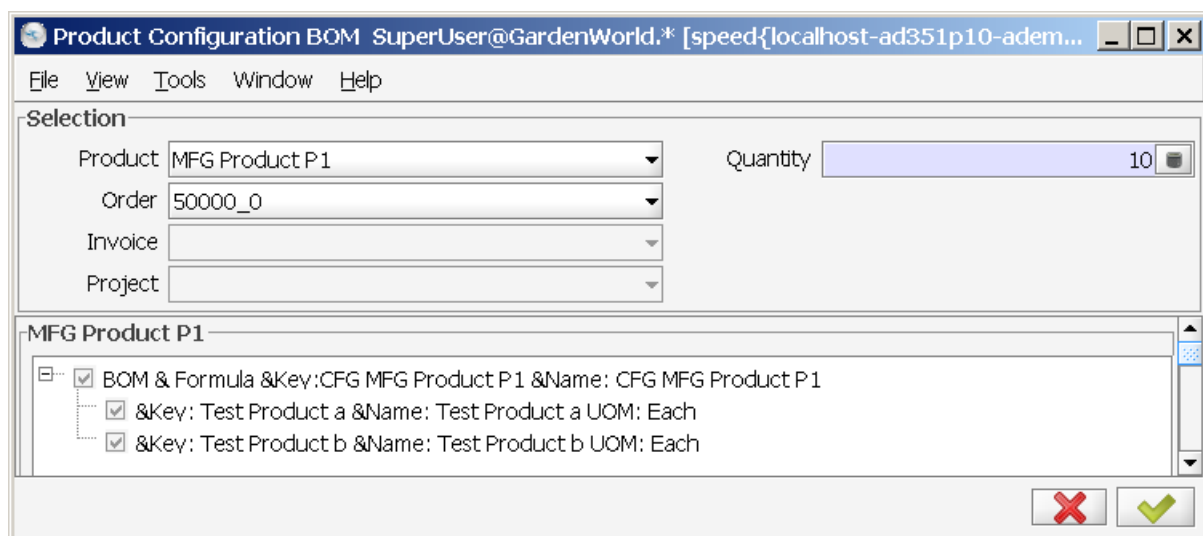 Product Configuration BOM SuperUser@GardenWorld.* [speed{localhost-ad351p10-adem...
File View Tools Window Help
Selection
Product MFG Product P1 Quantity 10
Order 50000_0
Invoice
Project
MFG Product P1
BOM & Formula &Key:CFG MFG Product P1 &Name: CFG MFG Product P1
&Key: Test Product a &Name: Test Product a UOM: Each
&Key: Test Product b &Name: Test Product b UOM: Each